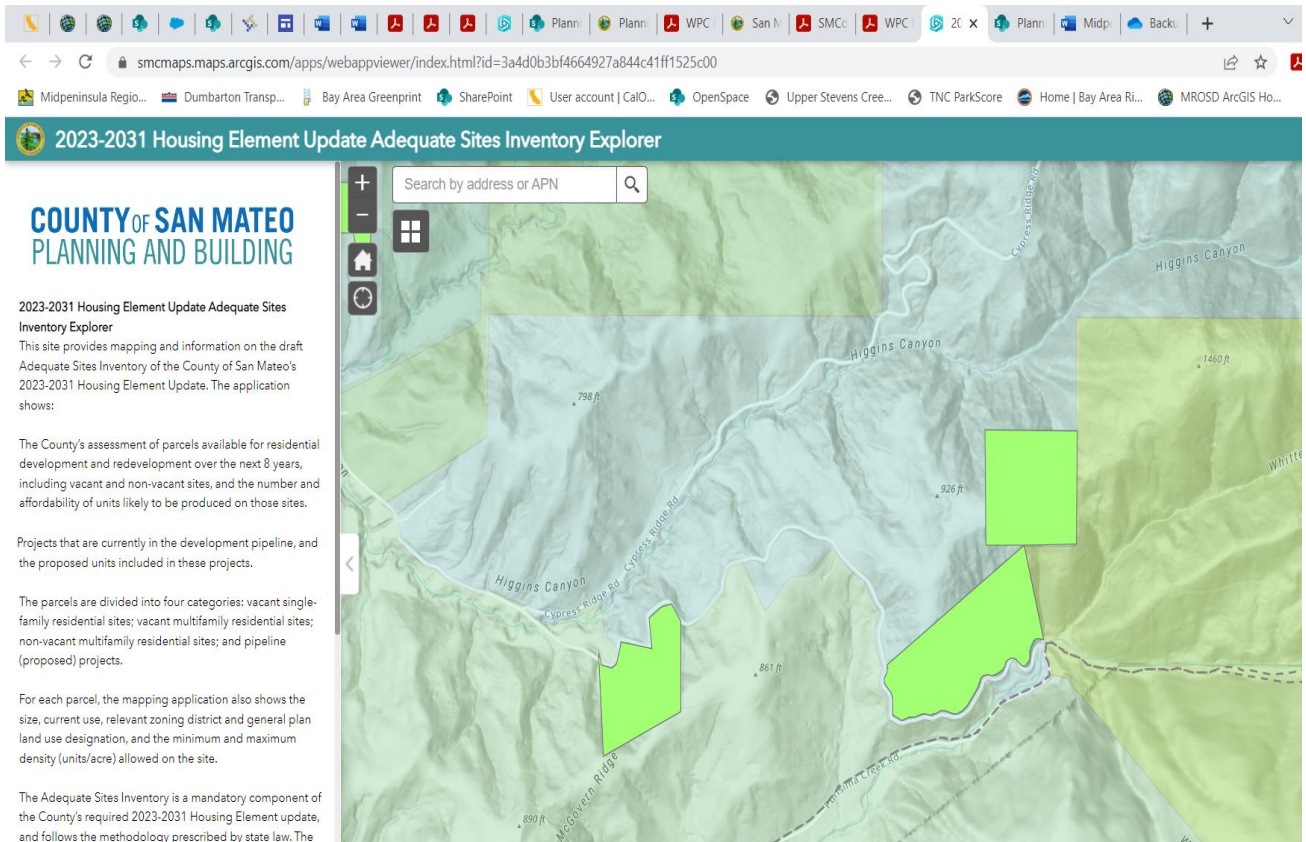 Planni
Planni
WPC
San M
SMCo
WPC
20
Plann
Midpe
Backu
smcmaps.maps.arcgis.com/apps/webappviewer/index.html?id=3a4d0b3bf4664927a844c41ff1525c00
Midpeninsula Regio... Dumbarton Transp... Bay Area Greenprint SharePoint User account | CalO... OpenSpace Upper Stevens Cree... TNC ParkScore Home | Bay Area Ri... MROSD ArcGIS Ho...
2023-2031 Housing Element Update Adequate Sites Inventory Explorer
COUNTY OF SAN MATEO
PLANNING AND BUILDING
2023-2031 Housing Element Update Adequate Sites
Inventory Explorer
This site provides mapping and information on the draft
Adequate Sites Inventory of the County of San Mateo's
2023-2031 Housing Element Update. The application
shows:
The County's assessment of parcels available for residential
development and redevelopment over the next 8 years,
including vacant and non-vacant sites, and the number and
affordability of units likely to be produced on those sites.
Projects that are currently in the development pipeline, and
the proposed units included in these projects.
The parcels are divided into four categories: vacant single-
family residential sites; vacant multifamily residential sites;
non-vacant multifamily residential sites; and pipeline
(proposed) projects.
For each parcel, the mapping application also shows the
size, current use, relevant zoning district and general plan
land use designation, and the minimum and maximum
density (units/acre) allowed on the site.
The Adequate Sites Inventory is a mandatory component of
the County's required 2023-2031 Housing Element update,
and follows the methodology prescribed by state law. The
Search by address or APN
Cypress Ridge Rd
Higgins Canyon
Higgins Canyon
1460 ft
798 ft
Whitte
926 ft
Cypress Ridge Rd
Higgins Canyon
Cypress Ridge Rd
861 ft
Purisima Creek Rd
McGovern Ridge
890 ft